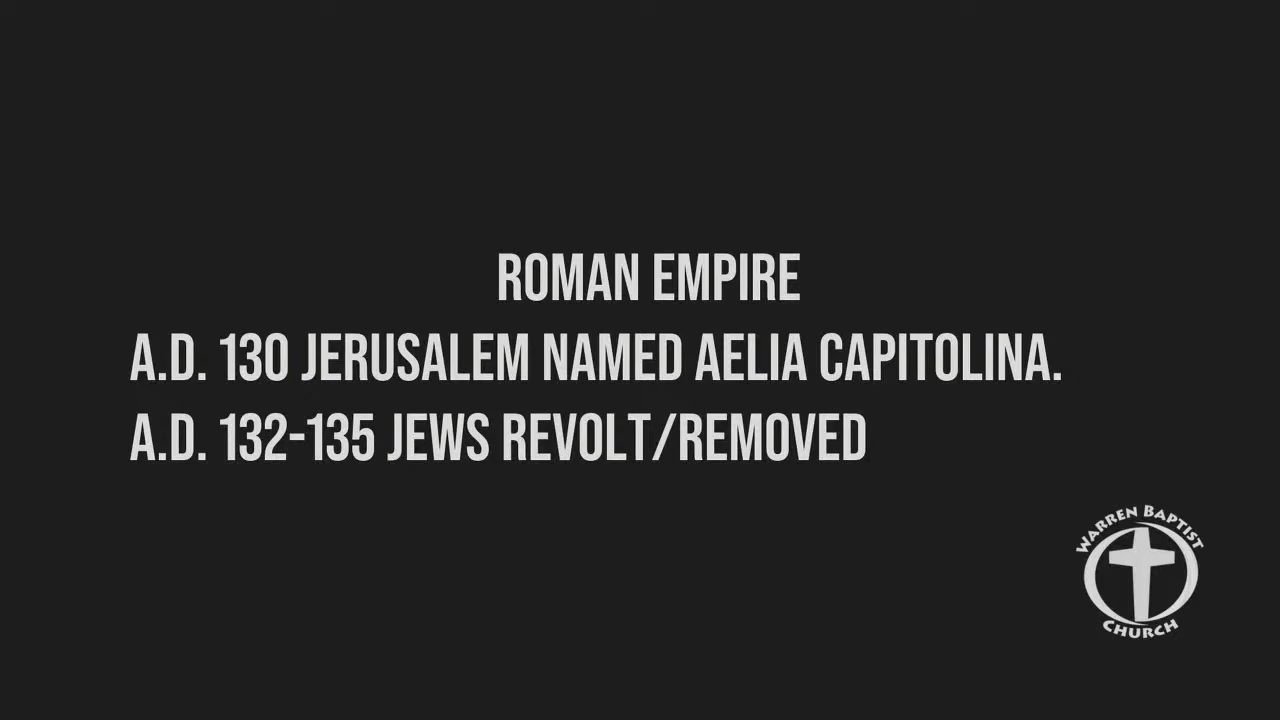 ROMAN EMPIRE
A.D. 130 JERUSALEM NAMED AELIA CAPITOLINA.
A.D. 132-135 JEWS REVOLT/REMOVED
WARREN BAPTIST
CHURCH